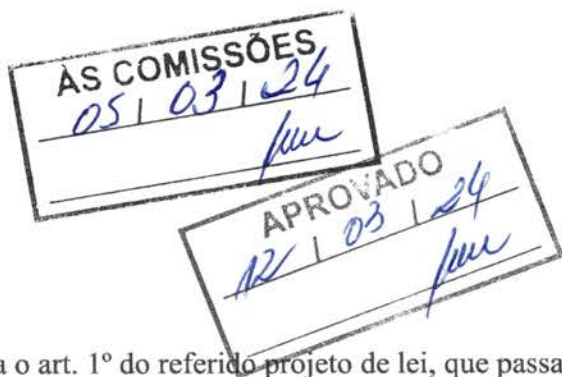 ÀS COMISSÕES
05 | 03 | 24
APROVADO
12 | 03 | 24
a o art. 1º do referido projeto de lei, que passa